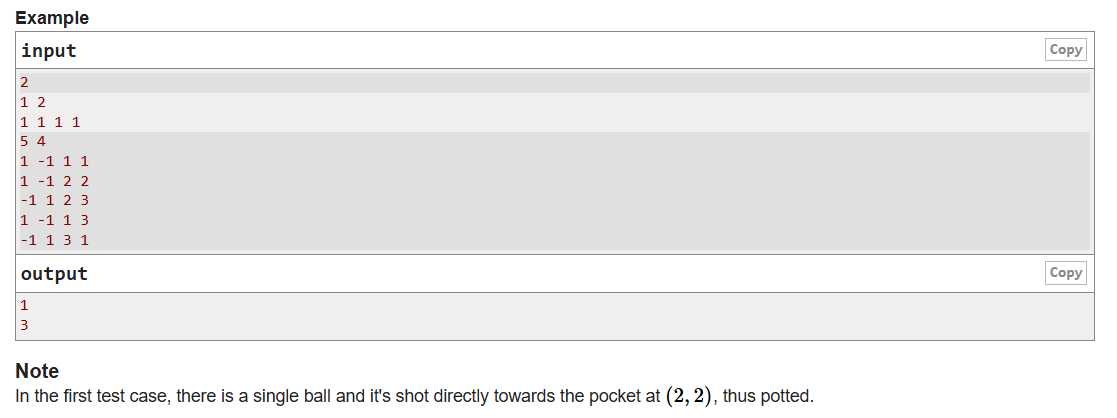 Example
input
Copy
2
1 2
1 1 1 1
5 4
1 -1 1 1
1 -1 2 2
-1 1 2 3
1 -1 1 3
-1 1 3 1
output
Copy
1
3
Note
In the first test case, there is a single ball and it's shot directly towards the pocket at (2, 2), thus potted.